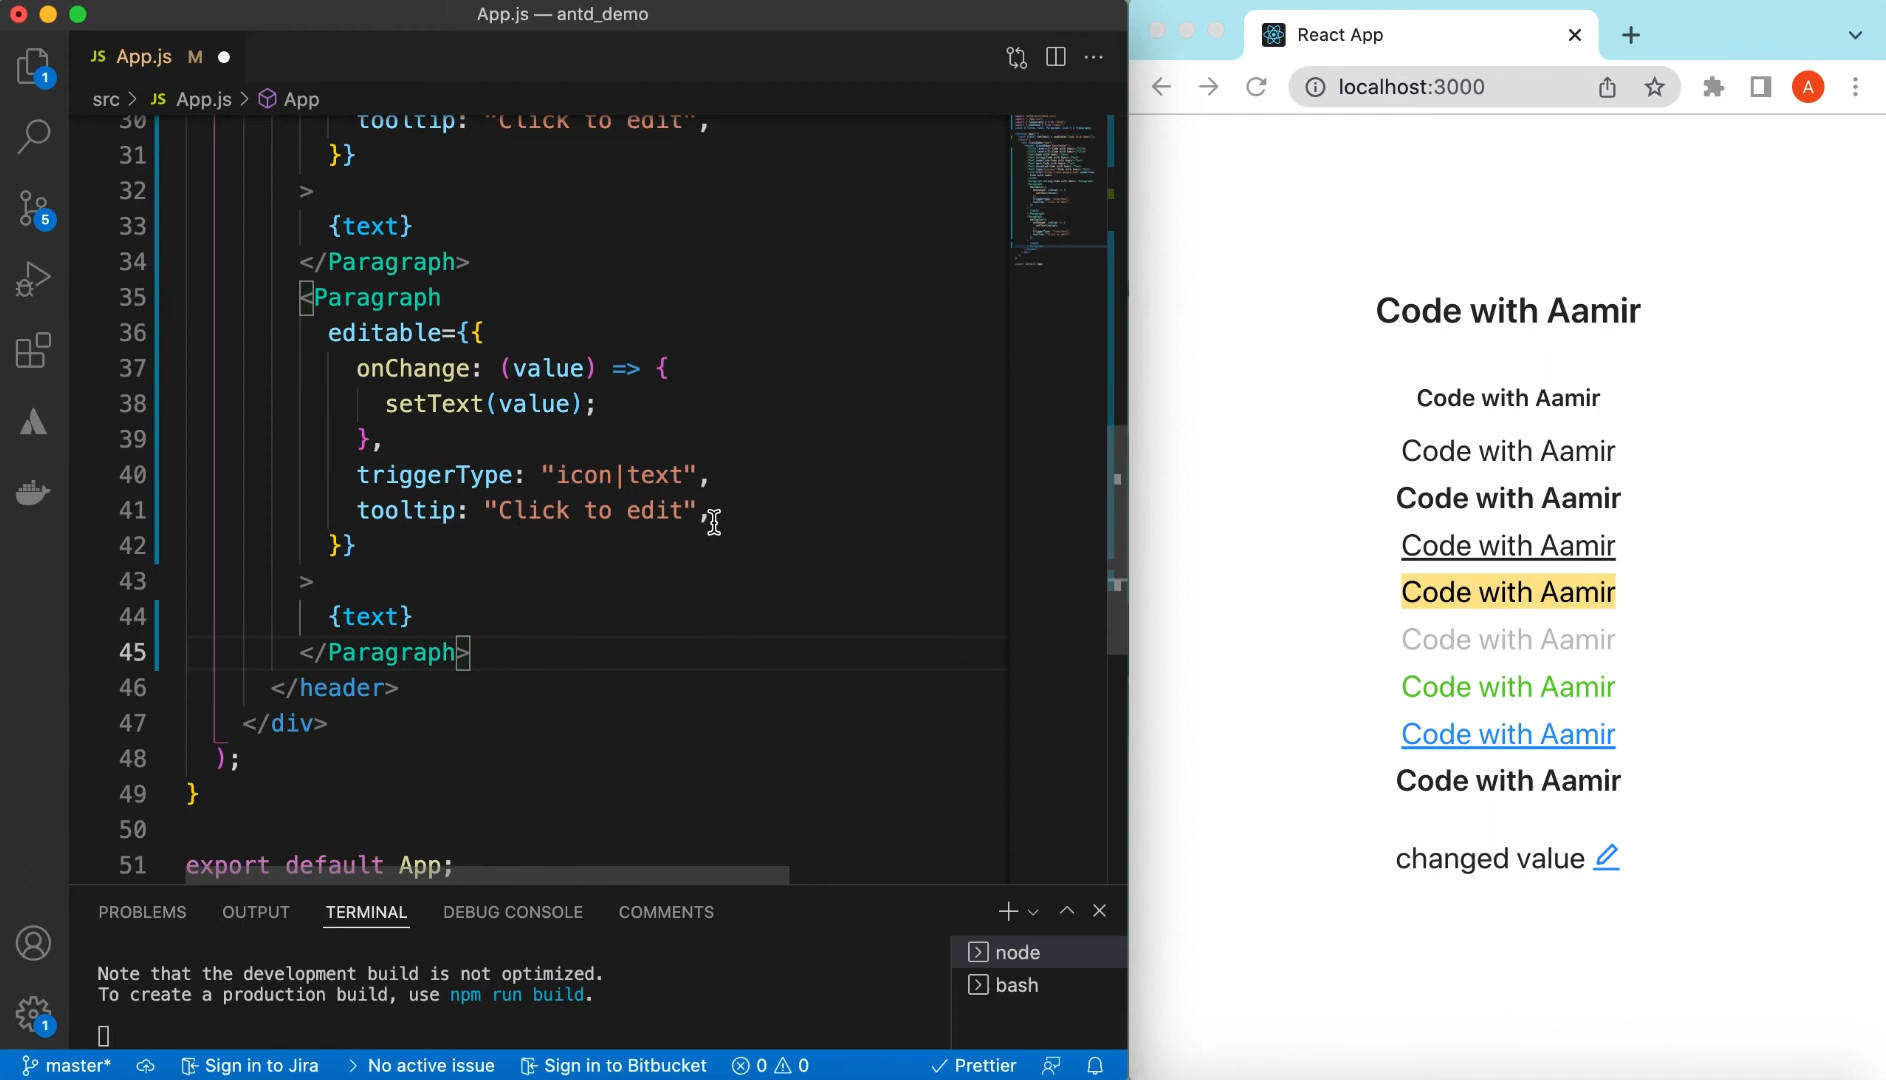 App.js — antd_demo
JS App.js M
src > JS App.js > App
30 tooltip: "Click to edit",
31 }}
32 >
33 {text}
34 </Paragraph>
35 <Paragraph
36 editable={{
37 onChange: (value) => {
38 setText(value);
39 },
40 triggerType: "icon|text",
41 tooltip: "Click to edit",
42 }}
43 >
44 {text}
45 </Paragraph>
46 </header>
47 </div>
48 );
49 }
50
51 export default App;
1
5
1
PROBLEMS OUTPUT TERMINAL DEBUG CONSOLE COMMENTS
Note that the development build is not optimized.
To create a production build, use npm run build.
node
bash
master* Sign in to Jira > No active issue Sign in to Bitbucket 0 0 Prettier
React App
localhost:3000
A
Code with Aamir
Code with Aamir
Code with Aamir
Code with Aamir
Code with Aamir
Code with Aamir
Code with Aamir
Code with Aamir
Code with Aamir
Code with Aamir
changed value